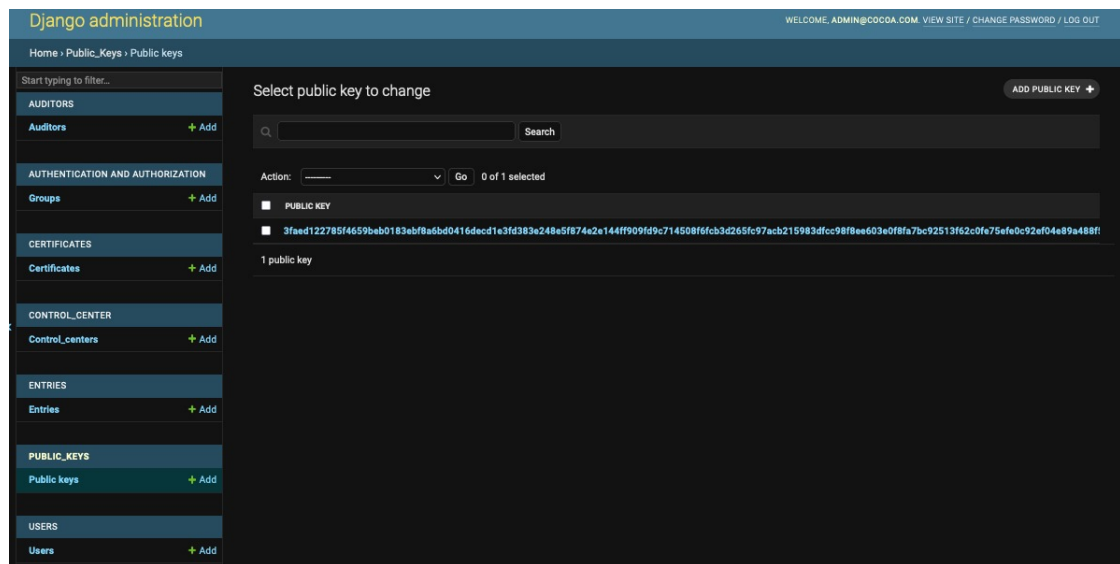 Django administration
WELCOME, ADMIN@COCOA.COM. VIEW SITE / CHANGE PASSWORD / LOG OUT
Home › Public_Keys › Public keys
Start typing to filter...
AUDITORS
Auditors + Add
AUTHENTICATION AND AUTHORIZATION
Groups + Add
CERTIFICATES
Certificates + Add
CONTROL_CENTER
Control_centers + Add
ENTRIES
Entries + Add
PUBLIC_KEYS
Public keys + Add
USERS
Users + Add
Select public key to change
ADD PUBLIC KEY +
Search
Action: --------- Go 0 of 1 selected
PUBLIC KEY
3faed122785f4659beb0183ebf8a6bd0416decd1e3fd383e248e5f874e2e144ff909fd9c714508f6fcb3d265fc97acb215983dfcc98f8ee603e0f8fa7bc92513f62c0fe75efe0c92ef04e89a488f
1 public key